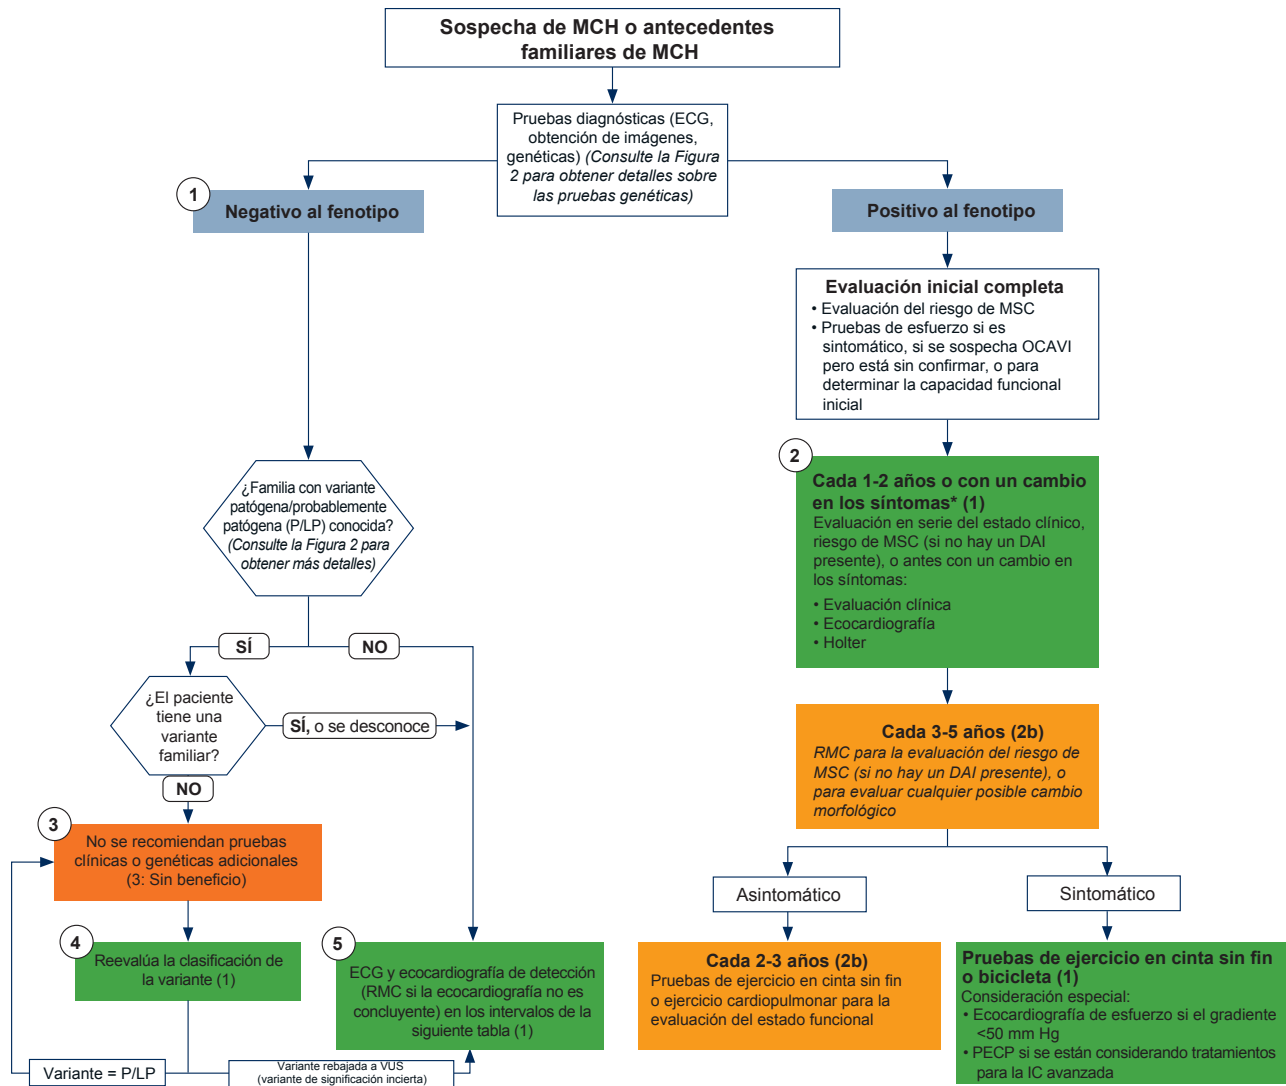 Sospecha de MCH o antecedentes
familiares de MCH
Pruebas diagnósticas (ECG,
obtención de imágenes,
genéticas) (Consulte la Figura
2 para obtener detalles sobre
las pruebas genéticas)
1
Negativo al fenotipo
Positivo al fenotipo
Evaluación inicial completa
• Evaluación del riesgo de MSC
• Pruebas de esfuerzo si es
sintomático, si se sospecha OCAVI
pero está sin confirmar, o para
determinar la capacidad funcional
inicial
¿Familia con variante
patógena/probablemente
patógena (P/LP) conocida?
(Consulte la Figura 2 para
obtener más detalles)
2
Cada 1-2 años o con un cambio
en los síntomas* (1)
Evaluación en serie del estado clínico,
riesgo de MSC (si no hay un DAI
presente), o antes con un cambio en
los síntomas:
• Evaluación clínica
• Ecocardiografía
• Holter
SÍ
NO
¿El paciente
tiene una
variante
familiar?
SÍ, o se desconoce
NO
Cada 3-5 años (2b)
RMC para la evaluación del riesgo de
MSC (si no hay un DAI presente), o
para evaluar cualquier posible cambio
morfológico
3
No se recomiendan pruebas
clínicas o genéticas adicionales
(3: Sin beneficio)
Asintomático
Sintomático
4
Reevalúa la clasificación de
la variante (1)
5
ECG y ecocardiografía de detección
(RMC si la ecocardiografía no es
concluyente) en los intervalos de la
siguiente tabla (1)
Cada 2-3 años (2b)
Pruebas de ejercicio en cinta sin fin
o ejercicio cardiopulmonar para la
evaluación del estado funcional
Pruebas de ejercicio en cinta sin fin
o bicicleta (1)
Consideración especial:
• Ecocardiografía de esfuerzo si el gradiente
<50 mm Hg
• PECP si se están considerando tratamientos
para la IC avanzada
Variante = P/LP
Variante rebajada a VUS
(variante de significación incierta)